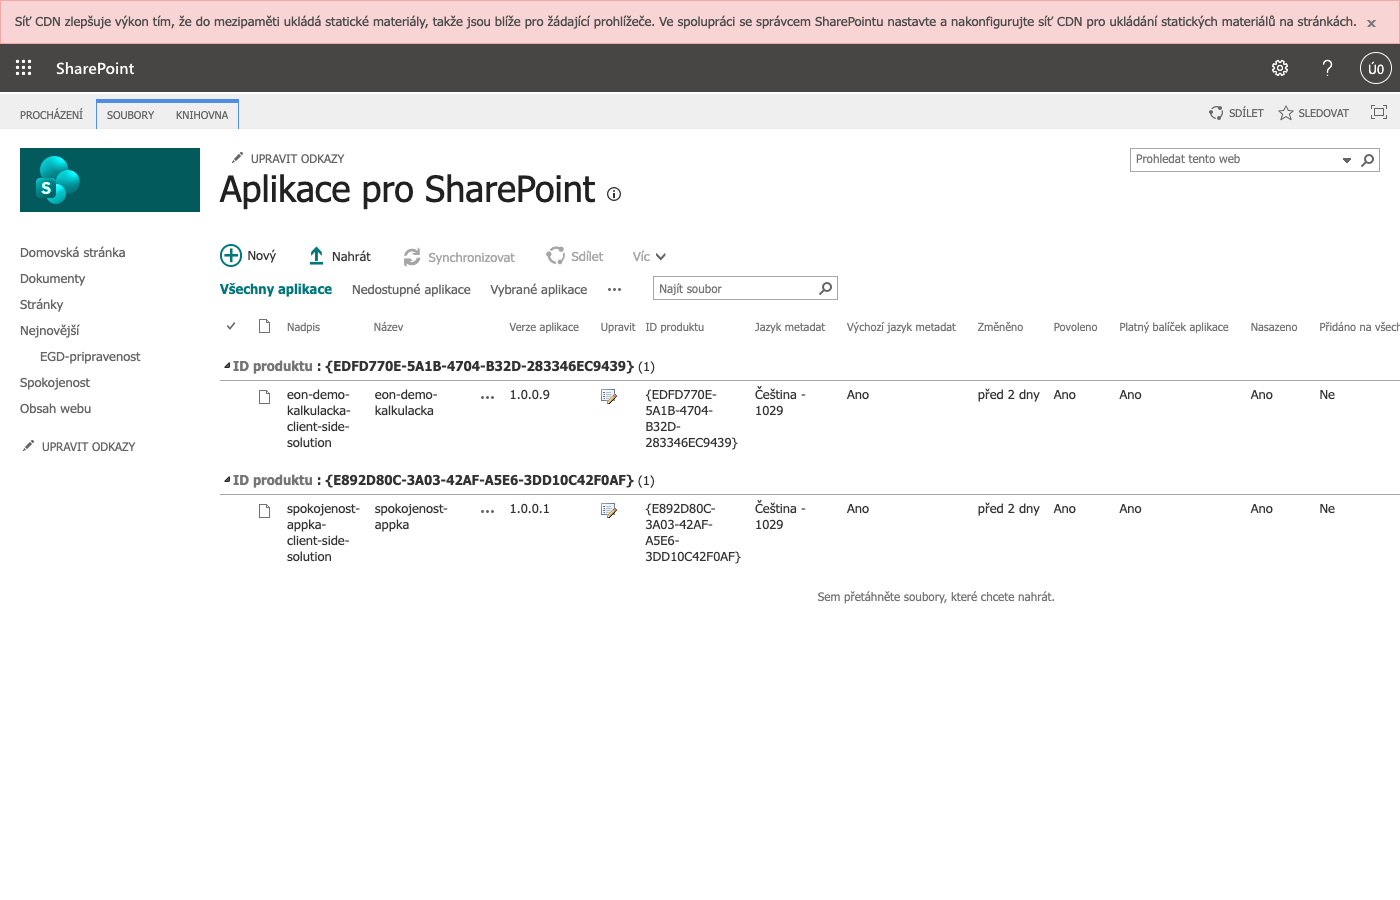 Síť CDN zlepšuje výkon tím, že do mezipaměti ukládá statické materiály, takže jsou blíže pro žádající prohlížeče. Ve spolupráci se správcem SharePointu nastavte a nakonfigurujte síť CDN pro ukládání statických materiálů na stránkách. x
SharePoint ? Ú0
PROCHÁZENÍ SOUBORY KNIHOVNA SDÍLET SLEDOVAT
S
UPRAVIT ODKAZY
Prohledat tento web
Aplikace pro SharePoint
Domovská stránka
Dokumenty
Stránky
Nejnovější
EGD-pripravenost
Spokojenost
Obsah webu
UPRAVIT ODKAZY
Nový Nahrát Synchronizovat Sdílet Víc
Všechny aplikace Nedostupné aplikace Vybrané aplikace ... Najít soubor
Nadpis Název Verze aplikace Upravit ID produktu Jazyk metadat Výchozí jazyk metadat Změněno Povoleno Platný balíček aplikace Nasazeno Přidáno na všech
ID produktu : {EDFD770E-5A1B-4704-B32D-283346EC9439} (1)
eon-demo- eon-demo- ... 1.0.0.9 {EDFD770E- Čeština - Ano před 2 dny Ano Ano Ano Ne
kalkulacka- kalkulacka 5A1B-4704- 1029
client-side- B32D-
solution 283346EC9439}
ID produktu : {E892D80C-3A03-42AF-A5E6-3DD10C42F0AF} (1)
spokojenost- spokojenost- ... 1.0.0.1 {E892D80C- Čeština - Ano před 2 dny Ano Ano Ano Ne
appka- appka 3A03-42AF- 1029
client-side- A5E6-
solution 3DD10C42F0AF}
Sem přetáhněte soubory, které chcete nahrát.